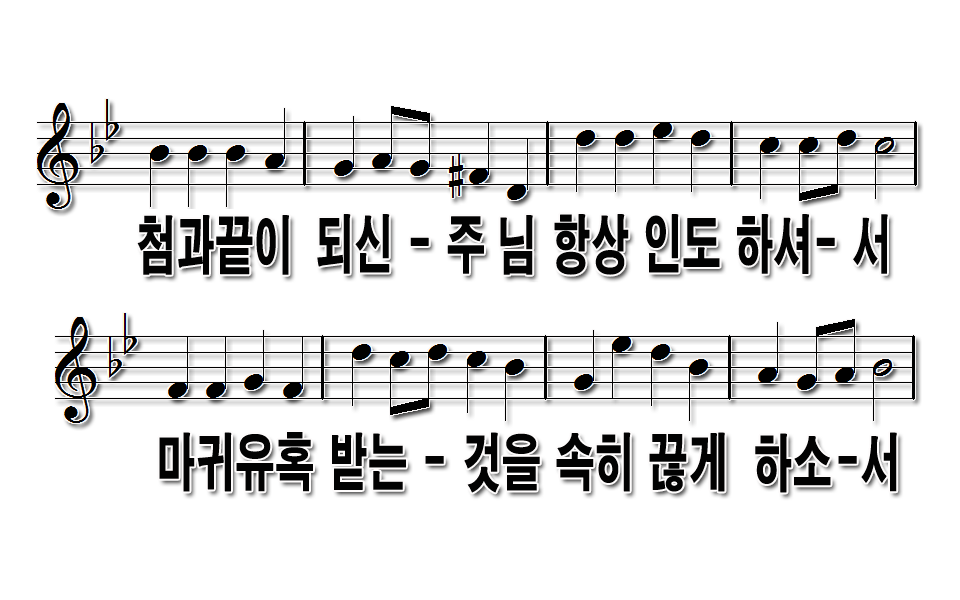 첨과끝이 되신 - 주 님 항상 인도 하셔 - 서
마귀유혹 받는 - 것을 속히 끊게 하소 - 서